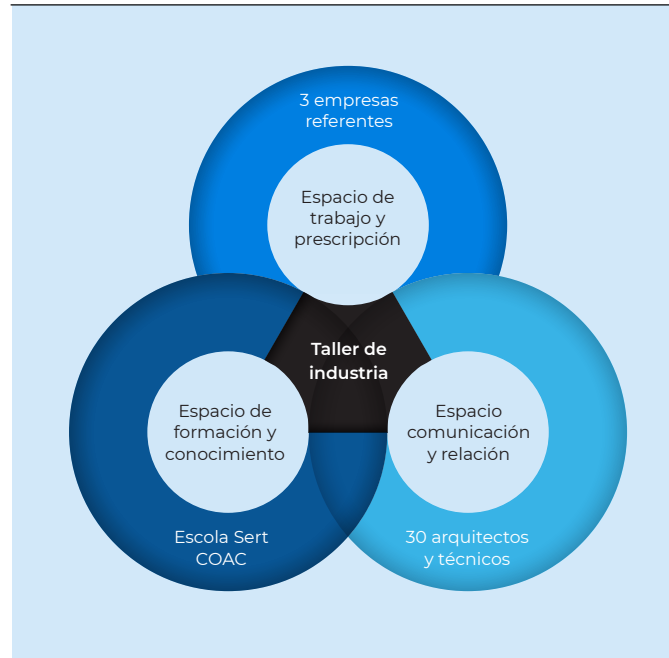 3 empresas
referentes
Espacio de
trabajo y
prescripción
Taller de
industria
Espacio de
formación y
conocimiento
Espacio
comunicación
y relación
Escola Sert
COAC
30 arquitectos
y técnicos